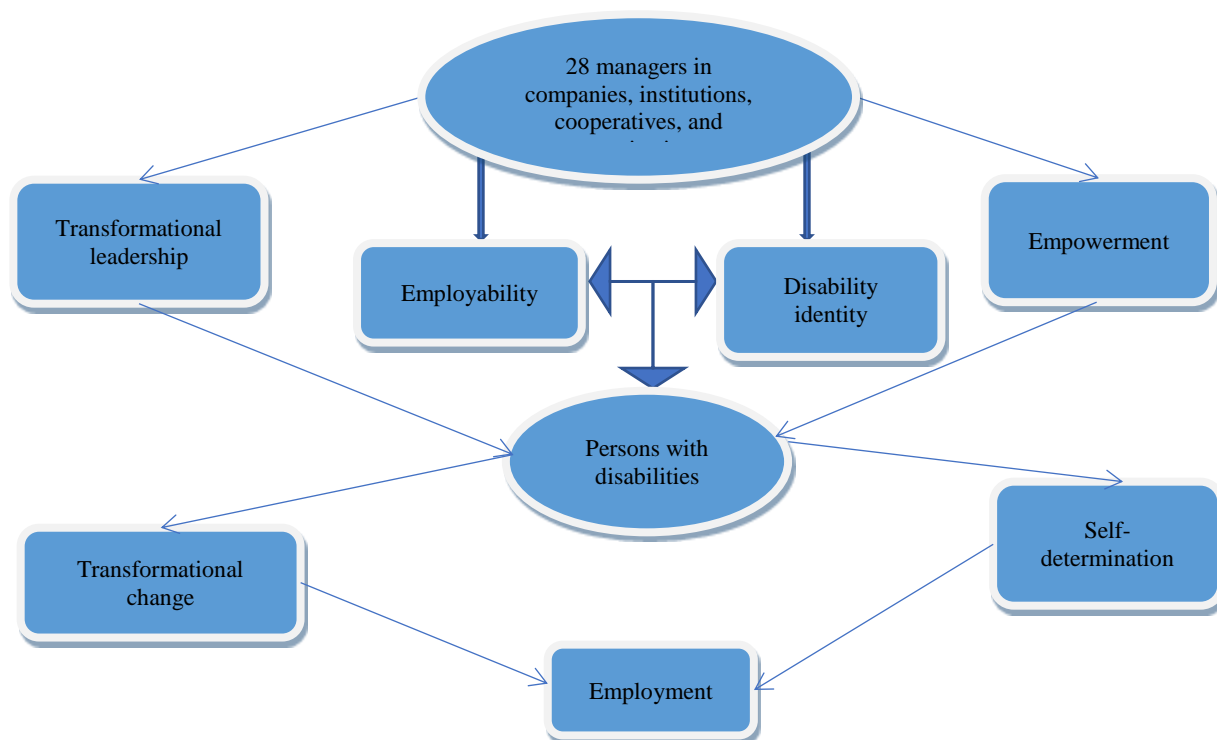 28 managers in
companies, institutions,
cooperatives, and
Transformational
leadership
Empowerment
Employability
Disability
identity
Persons with
disabilities
Self-
determination
Transformational
change
Employment